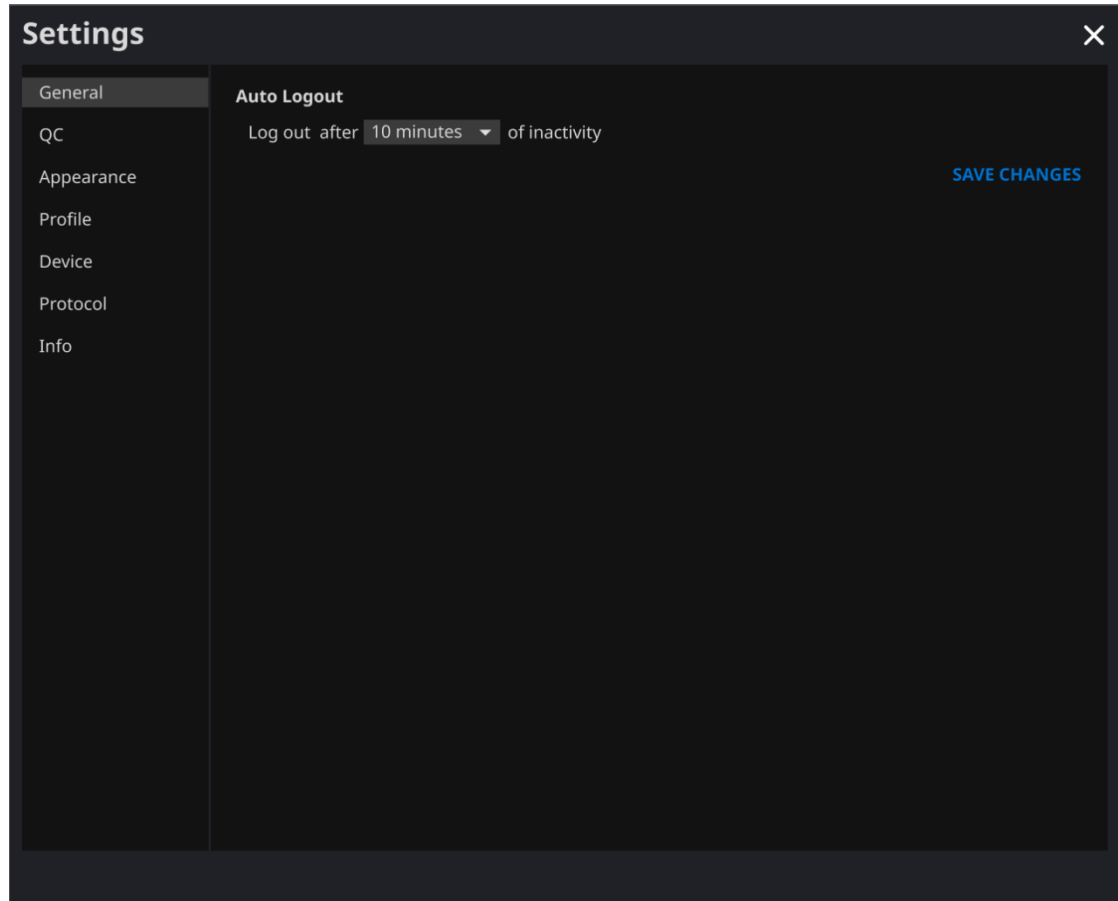 Settings
General
QC
Appearance
Profile
Device
Protocol
Info
Auto Logout
Log out after 10 minutes of inactivity
SAVE CHANGES